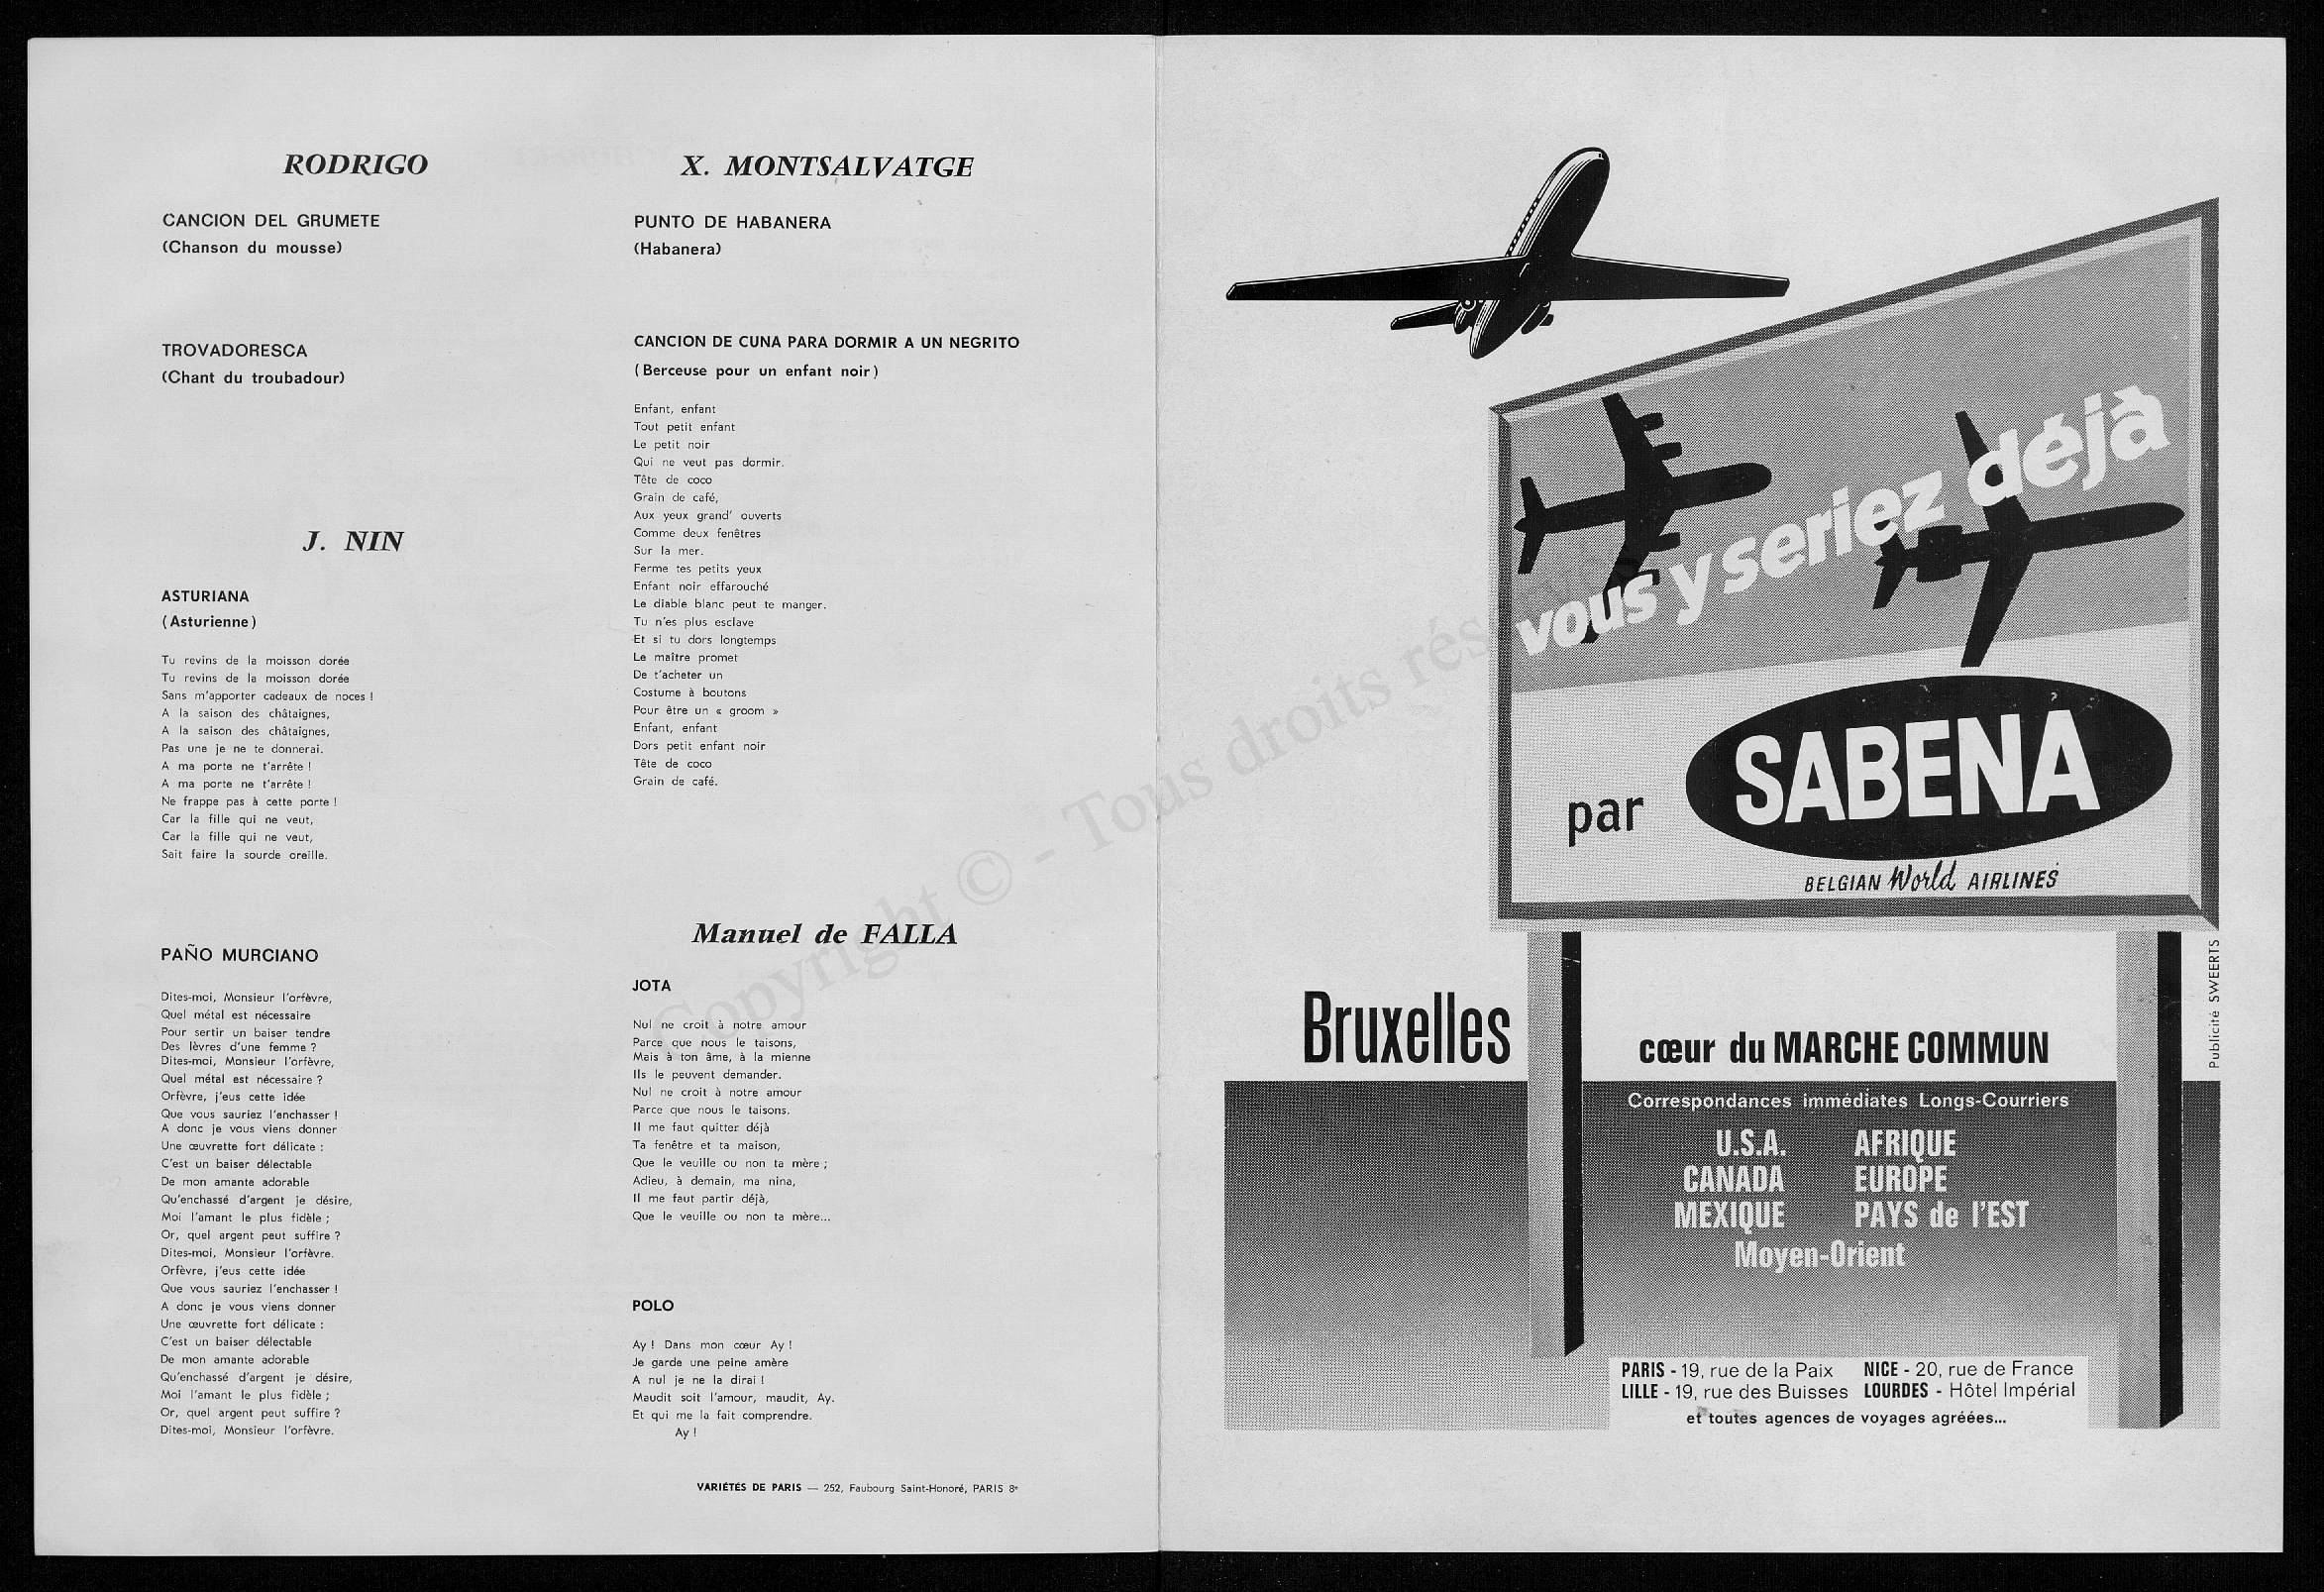 RODRIGO
CANCION DEL GRUMETE
(Chanson du mousse)
TROVADORESCA
(Chant du troubadour)
J. NIN
ASTURIANA
(Asturienne)
Tu revins de la moisson dorée
Tu revins de la moisson dorée
Sans m'apporter cadeaux de noces !
A la saison des châtaignes,
A la saison des châtaignes,
Pas une je ne te donnerai.
A ma porte ne t'arrête !
A ma porte ne t'arrête !
Ne frappe pas à cette porte !
Car la fille qui ne veut,
Car la fille qui ne veut,
Sait faire la sourde oreille.
PAÑO MURCIANO
Dites-moi, Monsieur l'orfèvre,
Quel métal est nécessaire
Pour sertir un baiser tendre
Des lèvres d'une femme ?
Dites-moi, Monsieur l'orfèvre,
Quel métal est nécessaire ?
Orfèvre, j'eus cette idée
Que vous sauriez l'enchasser !
A donc je vous viens donner
Une œuvrette fort délicate :
C'est un baiser délectable
De mon amante adorable
Qu'enchassé d'argent je désire,
Moi l'amant le plus fidèle ;
Or, quel argent peut suffire ?
Dites-moi, Monsieur l'orfèvre.
Orfèvre, j'eus cette idée
Que vous sauriez l'enchasser !
A donc je vous viens donner
Une œuvrette fort délicate :
C'est un baiser délectable
De mon amante adorable
Qu'enchassé d'argent je désire,
Moi l'amant le plus fidèle ;
Or, quel argent peut suffire ?
Dites-moi, Monsieur l'orfèvre.
X. MONTSALVATGE
PUNTO DE HABANERA
(Habanera)
CANCION DE CUNA PARA DORMIR A UN NEGRITO
(Berceuse pour un enfant noir)
Enfant, enfant
Tout petit enfant
Le petit noir
Qui ne veut pas dormir.
Tête de coco
Grain de café,
Aux yeux grand' ouverts
Comme deux fenêtres
Sur la mer.
Ferme tes petits yeux
Enfant noir effarouché
Le diable blanc peut te manger.
Tu n'es plus esclave
Et si tu dors longtemps
Le maître promet
De t'acheter un
Costume à boutons
Pour être un « groom »
Enfant, enfant
Dors petit enfant noir
Tête de coco
Grain de café.
Manuel de FALLA
JOTA
Nul ne croit à notre amour
Parce que nous le taisons,
Mais à ton âme, à la mienne
Ils le peuvent demander.
Nul ne croit à notre amour
Parce que nous le taisons.
Il me faut quitter déjà
Ta fenêtre et ta maison,
Que le veuille ou non ta mère ;
Adieu, à demain, ma nina,
Il me faut partir déjà,
Que le veuille ou non ta mère...
POLO
Ay ! Dans mon cœur Ay !
Je garde une peine amère
A nul je ne la dirai !
Maudit soit l'amour, maudit, Ay.
Et qui me la fait comprendre.
Ay !
VARIÉTÉS DE PARIS — 252, Faubourg Saint-Honoré, PARIS 8e
vous y seriez déjà
par SABENA
BELGIAN World AIRLINES
Publicité SWEERTS
Bruxelles
cœur du MARCHE COMMUN
Correspondances immédiates Longs-Courriers
U.S.A. AFRIQUE
CANADA EUROPE
MEXIQUE PAYS de l'EST
Moyen-Orient
PARIS - 19, rue de la Paix NICE - 20, rue de France
LILLE - 19, rue des Buisses LOURDES - Hôtel Impérial
et toutes agences de voyages agréées...
Copyright © - Tous droits réservés